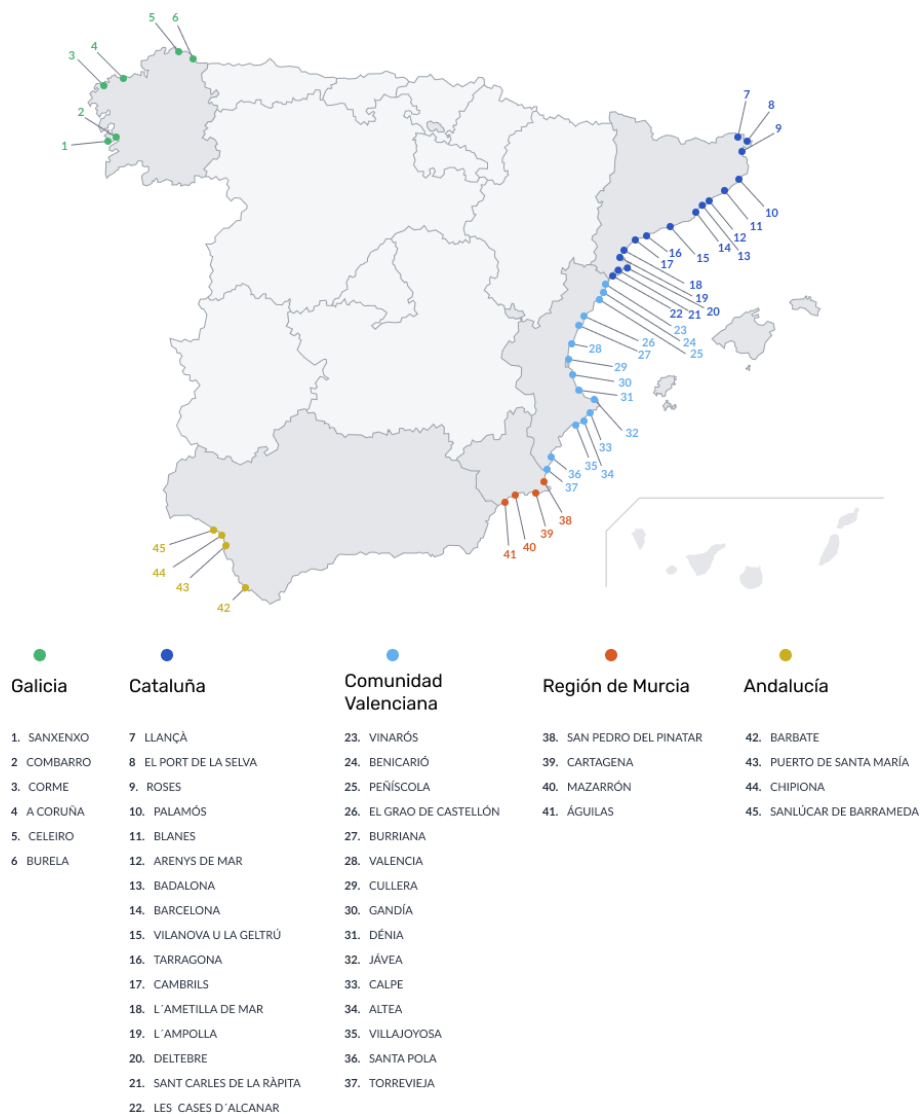 5
6
4
3
2
1
7
8
9
10
11
12
13
14
15
16
17
18
19
20
21
22
23
24
25
26
27
28
29
30
31
32
33
34
35
36
37
38
39
40
41
45
44
43
42
Galicia
1. SANXENXO
2 COMBARRO
3. CORME
4 A CORUÑA
5. CELEIRO
6 BURELA
Cataluña
7 LLANÇÀ
8 EL PORT DE LA SELVA
9. ROSES
10. PALAMÓS
11. BLANES
12. ARENYS DE MAR
13. BADALONA
14. BARCELONA
15. VILANOVA U LA GELTRÚ
16. TARRAGONA
17. CAMBRILS
18. L´AMETILLA DE MAR
19. L´AMPOLLA
20. DELTEBRE
21. SANT CARLES DE LA RÀPITA
22. LES CASES D´ALCANAR
Comunidad
Valenciana
23. VINARÓS
24. BENICARIÓ
25. PEÑÍSCOLA
26. EL GRAO DE CASTELLÓN
27. BURRIANA
28. VALENCIA
29. CULLERA
30. GANDÍA
31. DÉNIA
32. JÁVEA
33. CALPE
34. ALTEA
35. VILLAJOYOSA
36. SANTA POLA
37. TORREVIEJA
Región de Murcia
38. SAN PEDRO DEL PINATAR
39. CARTAGENA
40. MAZARRÓN
41. ÁGUILAS
Andalucía
42. BARBATE
43. PUERTO DE SANTA MARÍA
44. CHIPIONA
45. SANLÚCAR DE BARRAMEDA